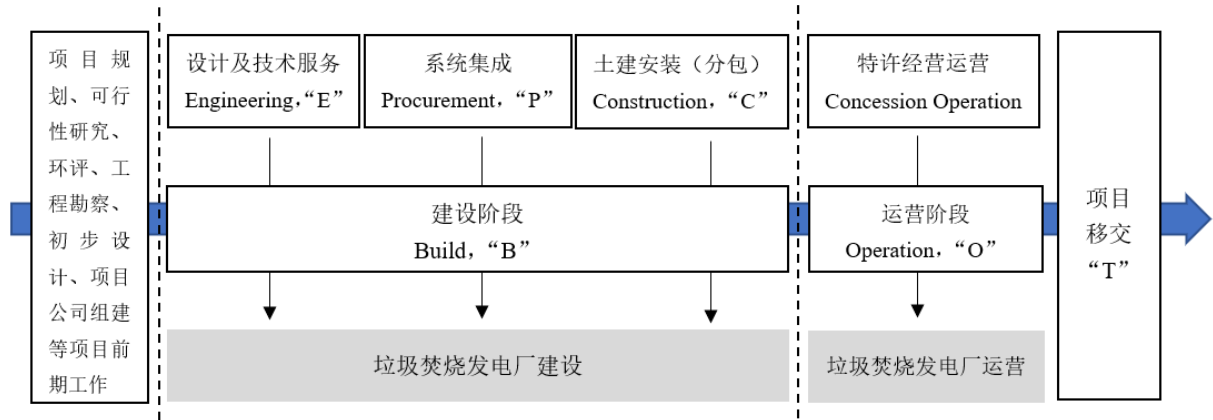 项目规
划、可行
性研究、
环评、工
程勘察、
初步设
计、项目
公司组建
等项目前
期工作
设计及技术服务
Engineering,“E”
系统集成
Procurement,“P”
土建安装（分包）
Construction,“C”
特许经营运营
Concession Operation
建设阶段
Build,“B”
运营阶段
Operation,“O”
项目
移交
“T”
垃圾焚烧发电厂建设
垃圾焚烧发电厂运营